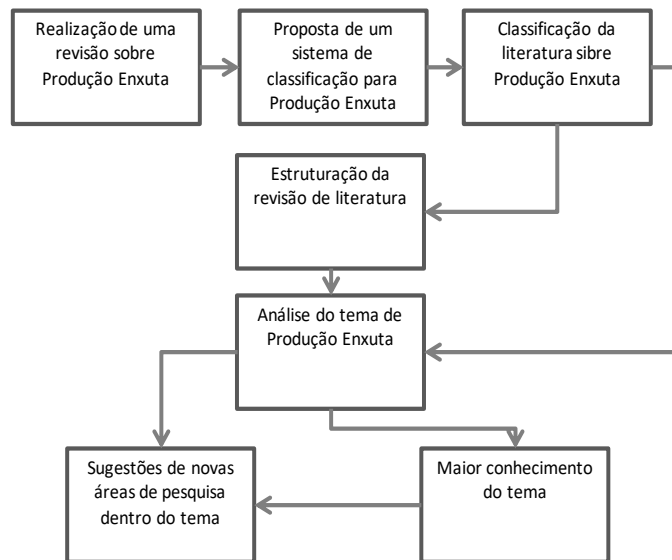 Realização de uma
revisão sobre
Produção Enxuta
Proposta de um
sistema de
classificação para
Produção Enxuta
Classificação da
literatura sibre
Produção Enxuta
Estruturação da
revisão de literatura
Análise do tema de
Produção Enxuta
Sugestões de novas
áreas de pesquisa
dentro do tema
Maior conhecimento
do tema